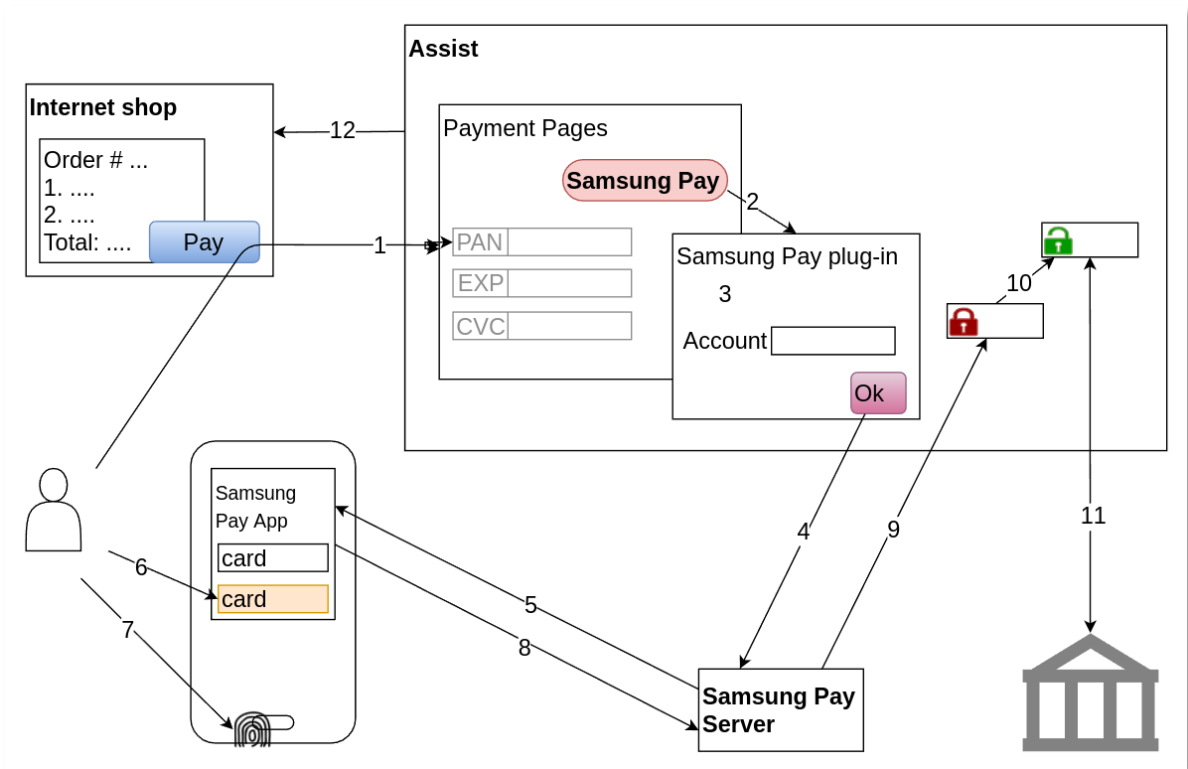 Assist
Internet shop
Order # ...
1. ....
2. ....
Total: ....
Pay
12
1
Payment Pages
Samsung Pay
2
PAN
EXP
CVC
Samsung Pay plug-in
3
Account
Ok
10
4
9
11
Samsung
Pay App
card
card
6
7
5
8
Samsung Pay
Server